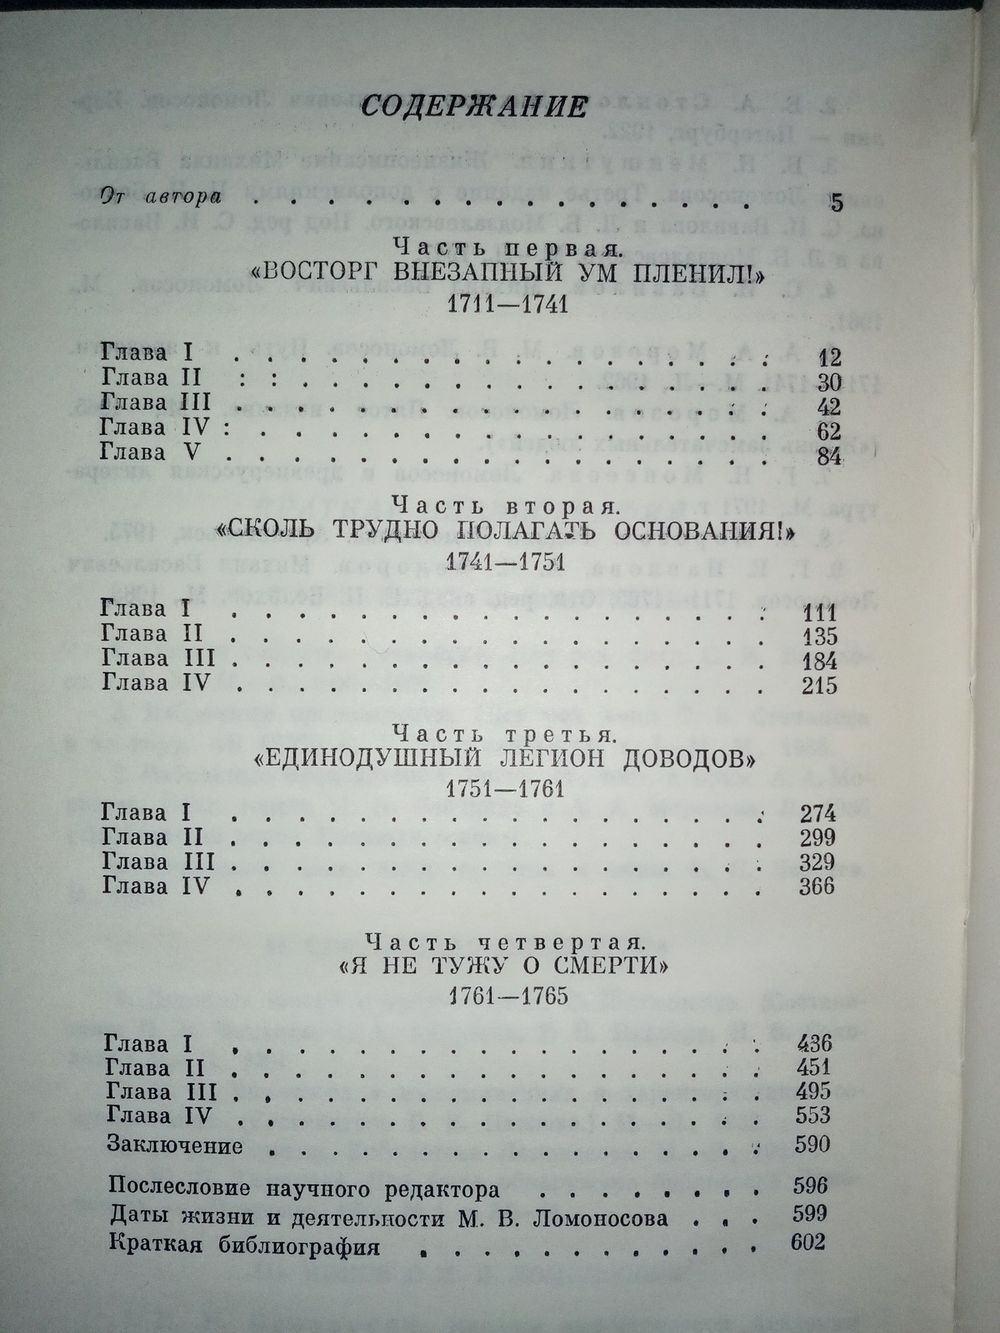 СОДЕРЖАНИЕ
От автора . . . . . . . . . . . . . . . . . 5
Часть первая.
«ВОСТОРГ ВНЕЗАПНЫЙ УМ ПЛЕНИЛ!»
1711—1741
Глава I . . . . . . . . . . . . . . . . . . 12
Глава II . . . . . . . . . . . . . . . . . . 30
Глава III . . . . . . . . . . . . . . . . . . 42
Глава IV . . . . . . . . . . . . . . . . . . 62
Глава V . . . . . . . . . . . . . . . . . . 84
Часть вторая.
«СКОЛЬ ТРУДНО ПОЛАГАТЬ ОСНОВАНИЯ!»
1741—1751
Глава I . . . . . . . . . . . . . . . . . . 111
Глава II . . . . . . . . . . . . . . . . . . 135
Глава III . . . . . . . . . . . . . . . . . . 184
Глава IV . . . . . . . . . . . . . . . . . . 215
Часть третья.
«ЕДИНОДУШНЫЙ ЛЕГИОН ДОВОДОВ»
1751—1761
Глава I . . . . . . . . . . . . . . . . . . 274
Глава II . . . . . . . . . . . . . . . . . . 299
Глава III . . . . . . . . . . . . . . . . . . 329
Глава IV . . . . . . . . . . . . . . . . . . 366
Часть четвертая.
«Я НЕ ТУЖУ О СМЕРТИ»
1761—1765
Глава I . . . . . . . . . . . . . . . . . . 436
Глава II . . . . . . . . . . . . . . . . . . 451
Глава III . . . . . . . . . . . . . . . . . . 495
Глава IV . . . . . . . . . . . . . . . . . . 553
Заключение . . . . . . . . . . . . . . . . . 590
Послесловие научного редактора . . . . . . . . 596
Даты жизни и деятельности М. В. Ломоносова . . . 599
Краткая библиография . . . . . . . . . . . . 602